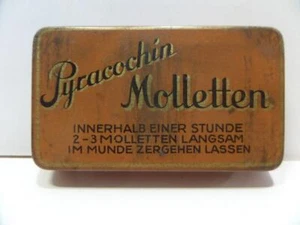 Pyracochin
Molletten
INNERHALB EINER STUNDE
2-3 MOLLETTEN LANGSAM
IM MUNDE ZERGEHEN LASSEN